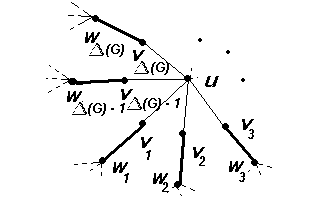 w Δ(G)
v Δ(G)
u
w Δ(G) - 1
v Δ(G) - 1
v 1
v 2
v 3
w 1
w 2
w 3